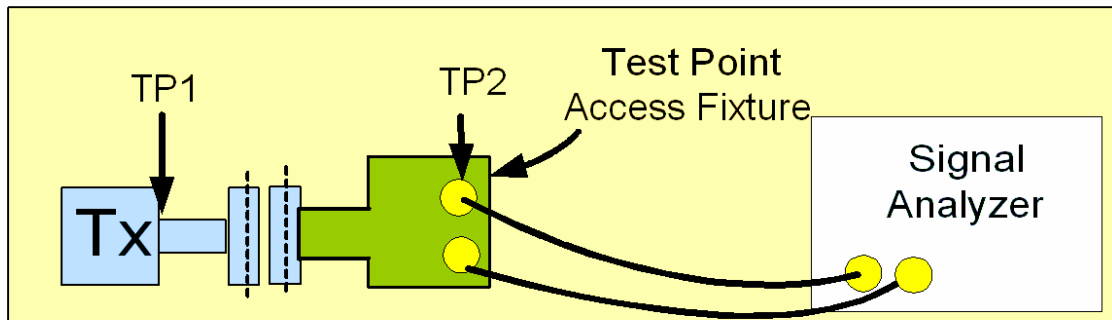 TP1
TP2
Test Point
Access Fixture
Tx
Signal
Analyzer